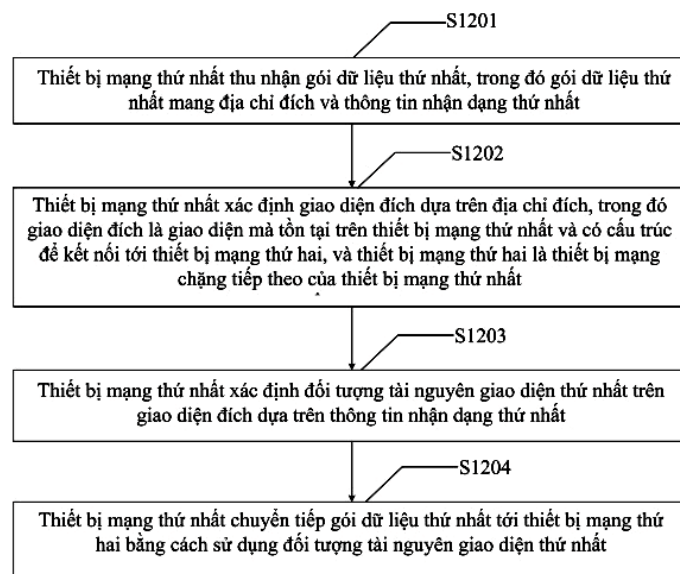 S1201
Thiết bị mạng thứ nhất thu nhận gói dữ liệu thứ nhất, trong đó gói dữ liệu thứ
nhất mang địa chỉ đích và thông tin nhận dạng thứ nhất
S1202
Thiết bị mạng thứ nhất xác định giao diện đích dựa trên địa chỉ đích, trong đó
giao diện đích là giao diện mà tồn tại trên thiết bị mạng thứ nhất và có cấu trúc
để kết nối tới thiết bị mạng thứ hai, và thiết bị mạng thứ hai là thiết bị mạng
chặng tiếp theo của thiết bị mạng thứ nhất
S1203
Thiết bị mạng thứ nhất xác định đối tượng tài nguyên giao diện thứ nhất trên
giao diện đích dựa trên thông tin nhận dạng thứ nhất
S1204
Thiết bị mạng thứ nhất chuyển tiếp gói dữ liệu thứ nhất tới thiết bị mạng thứ
hai bằng cách sử dụng đối tượng tài nguyên giao diện thứ nhất